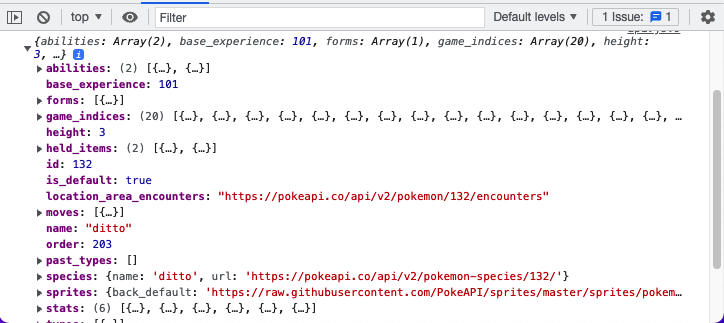 top
Filter
Default levels
1 Issue:
1
{abilities: Array(2), base_experience: 101, forms: Array(1), game_indices: Array(20), height:
3, …}
abilities: (2) [{…}, {…}]
base_experience: 101
forms: [{…}]
game_indices: (20) [{…}, {…}, {…}, {…}, {…}, {…}, {…}, {…}, {…}, {…}, {…}, {…}, {…}, {…}, {…}, …
height: 3
held_items: (2) [{…}, {…}]
id: 132
is_default: true
location_area_encounters: "https://pokeapi.co/api/v2/pokemon/132/encounters"
moves: [{…}]
name: "ditto"
order: 203
past_types: []
species: {name: 'ditto', url: 'https://pokeapi.co/api/v2/pokemon-species/132/'}
sprites: {back_default: 'https://raw.githubusercontent.com/PokeAPI/sprites/master/sprites/pokem…
stats: (6) [{…}, {…}, {…}, {…}, {…}, {…}]
types: [{…}]